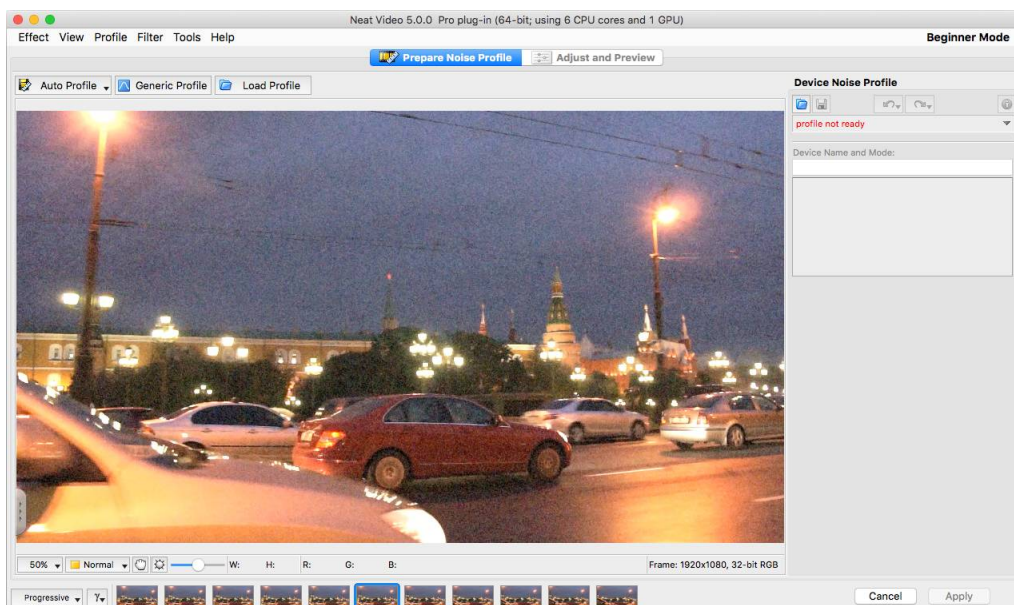 Neat Video 5.0.0 Pro plug-in (64-bit; using 6 CPU cores and 1 GPU)
Effect View Profile Filter Tools Help Beginner Mode
Prepare Noise Profile Adjust and Preview
Auto Profile Generic Profile Load Profile
Device Noise Profile
profile not ready
Device Name and Mode:
50% Normal W: H: R: G: B: Frame: 1920x1080, 32-bit RGB
Progressive γ Cancel Apply